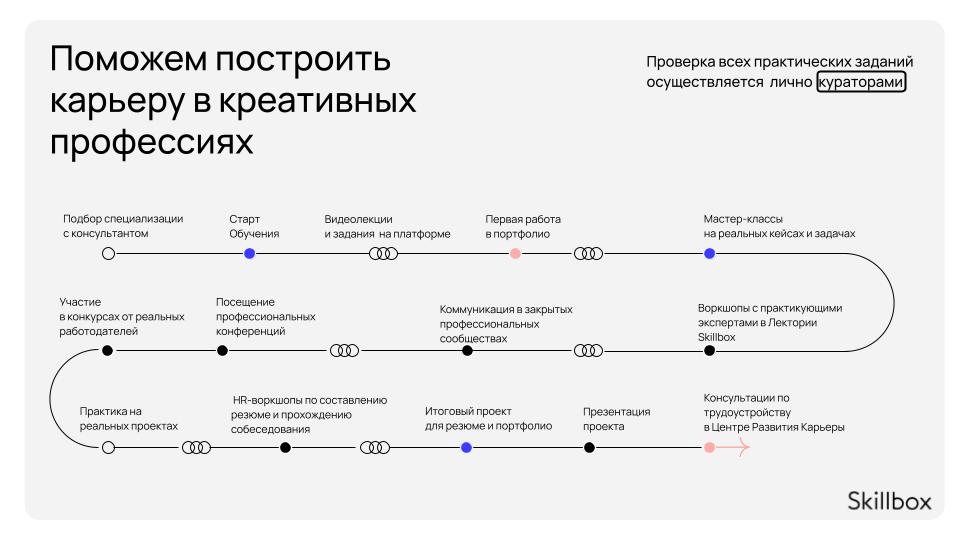 Поможем построить
карьеру в креативных
профессиях
Проверка всех практических заданий
осуществляется лично кураторами
Подбор специализации
с консультантом
Старт
Обучения
Видеолекции
и задания на платформе
Первая работа
в портфолио
Мастер-классы
на реальных кейсах и задачах
Участие
в конкурсах от реальных
работодателей
Посещение
профессиональных
конференций
Коммуникация в закрытых
профессиональных
сообществах
Воркшопы с практикующими
экспертами в Лектории
Skillbox
Практика на
реальных проектах
HR-воркшопы по составлению
резюме и прохождению
собеседования
Итоговый проект
для резюме и портфолио
Презентация
проекта
Консультации по
трудоустройству
в Центре Развития Карьеры
Skillbox